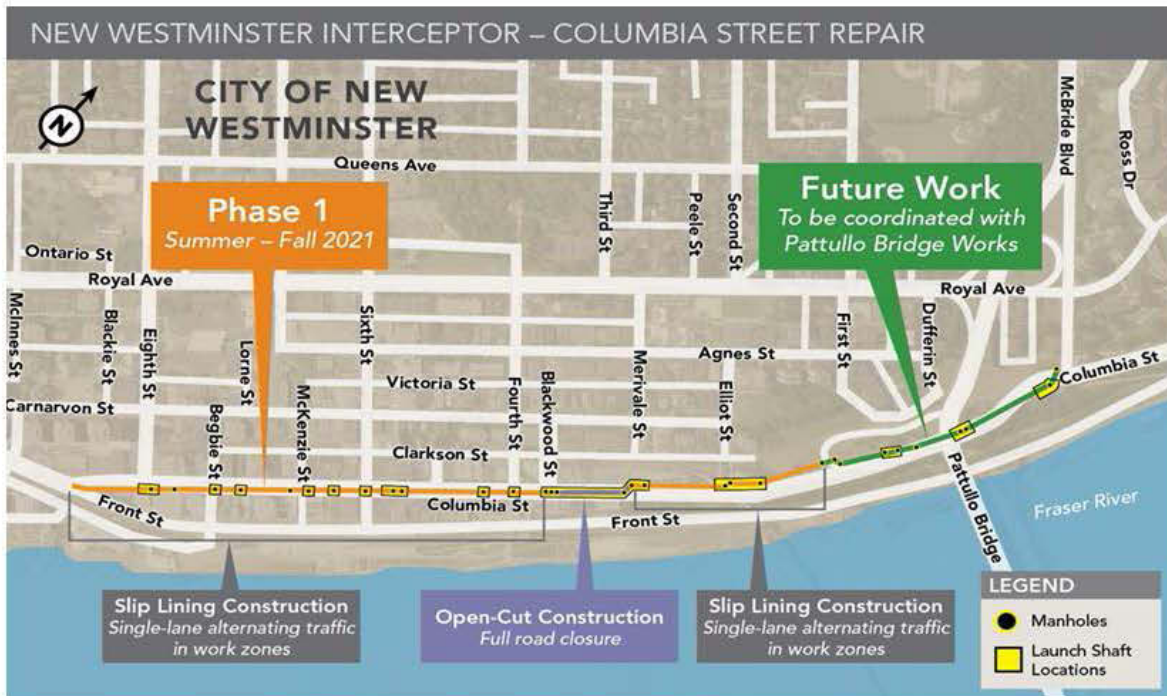 NEW WESTMINSTER INTERCEPTOR – COLUMBIA STREET REPAIR
CITY OF NEW
WESTMINSTER
N
Queens Ave
McBride Blvd
Ross Dr
Phase 1
Summer – Fall 2021
Third St
Peele St
Second St
Future Work
To be coordinated with
Pattullo Bridge Works
Ontario St
Royal Ave
Royal Ave
McInnes St
Blackie St
Eighth St
Lorne St
Sixth St
First St
Dufferin St
Agnes St
Merivale St
Elliot St
Victoria St
Fourth St
Blackwood St
Columbia St
Carnarvon St
Begbie St
McKenzie St
Clarkson St
Columbia St
Front St
Front St
Pattullo Bridge
Fraser River
Slip Lining Construction
Single-lane alternating traffic
in work zones
Open-Cut Construction
Full road closure
Slip Lining Construction
Single-lane alternating traffic
in work zones
LEGEND
Manholes
Launch Shaft
Locations